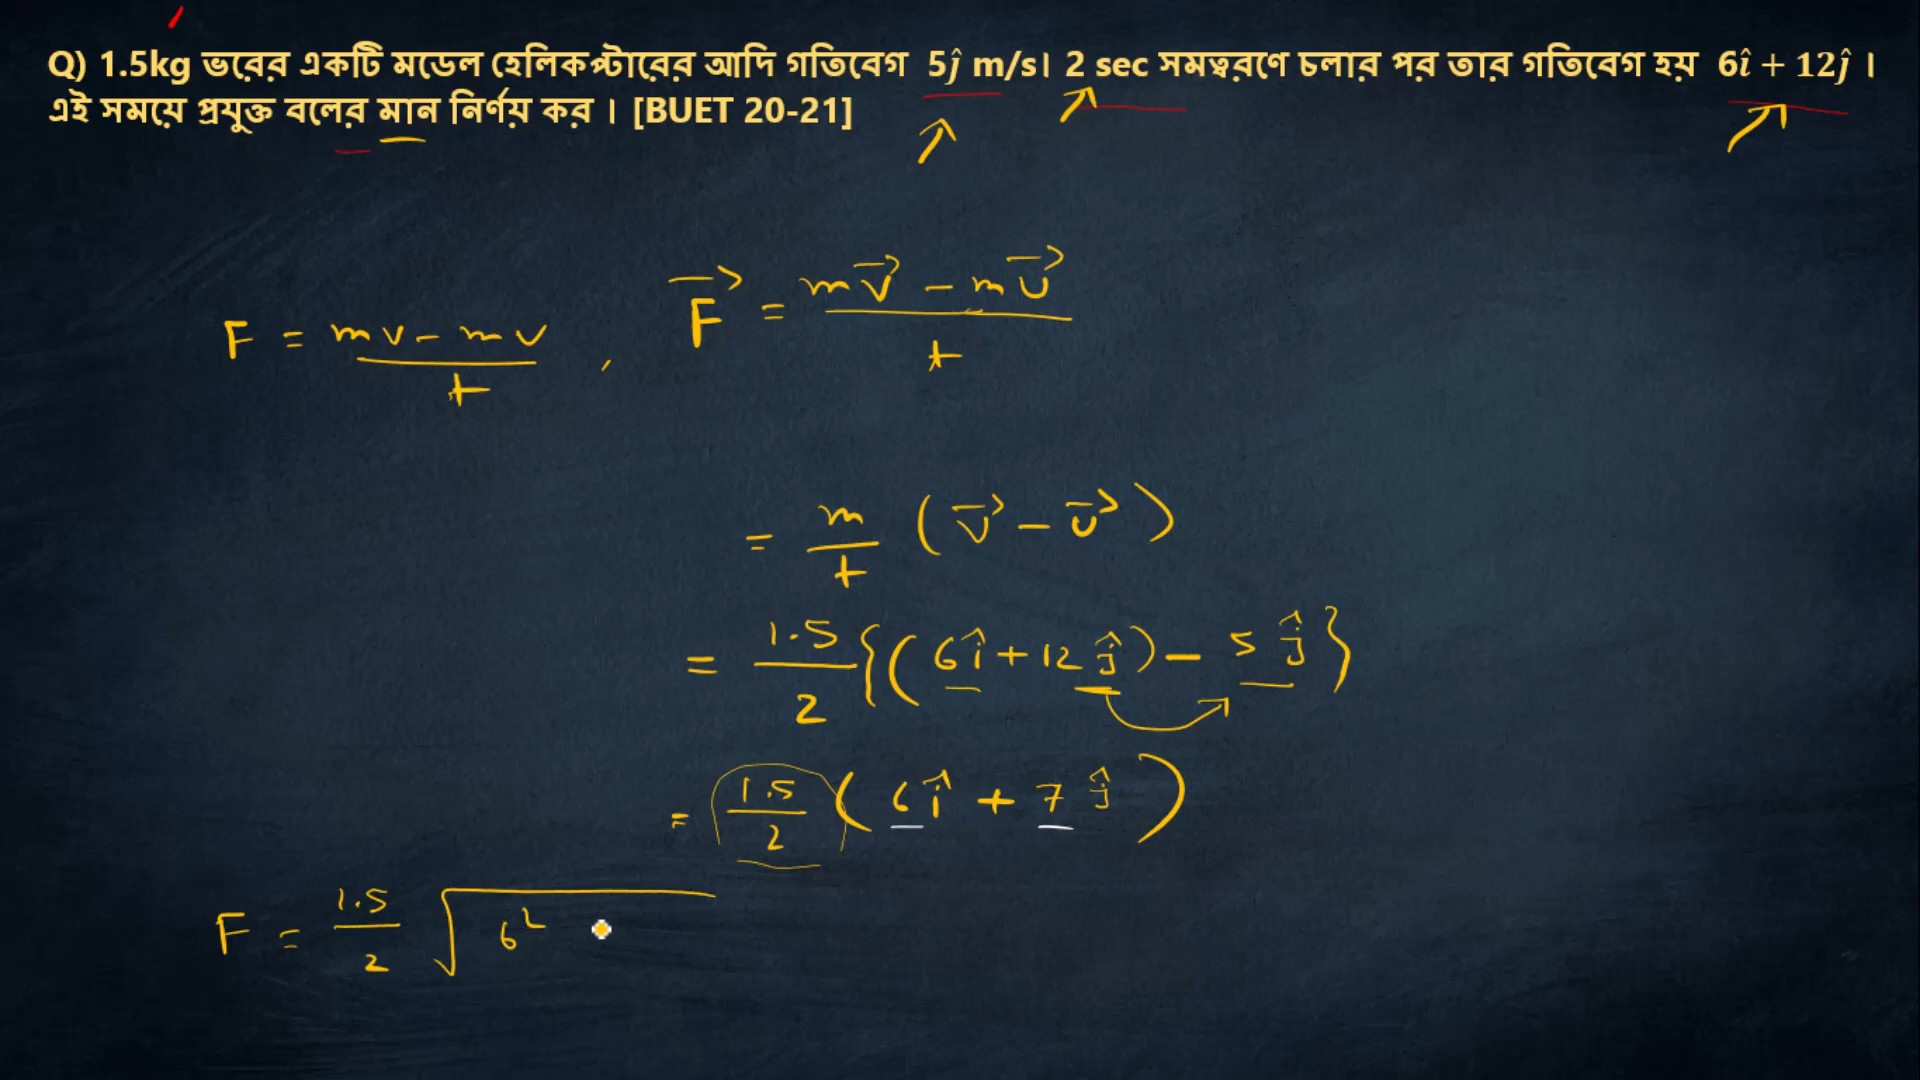 Q) 1.5kg ভরের একটি মডেল হেলিকপ্টারের আদি গতিবেগ 5ĵ m/s। 2 sec সমত্বরণে চলার পর তার গতিবেগ হয় 6î + 12ĵ ।
এই সময়ে প্রযুক্ত বলের মান নির্ণয় কর । [BUET 20-21]
F = (mv - mv)/t , F⃗ = (mv⃗ - mu⃗)/t
= m/t (v⃗ - u⃗)
= 1.5/2 {(6î + 12ĵ) - 5ĵ}
= 1.5/2 (6î + 7ĵ)
F = 1.5/2 √6²